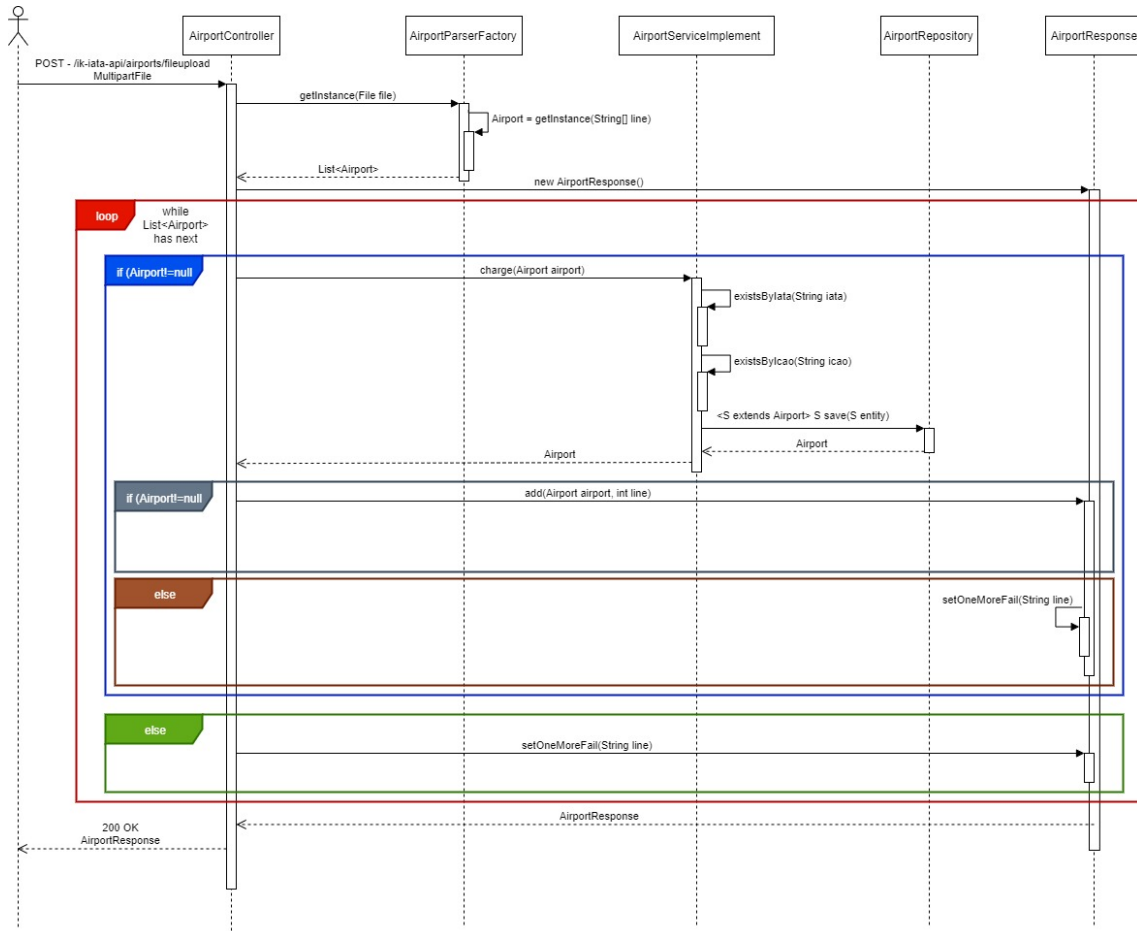 AirportController
AirportParserFactory
AirportServiceImplement
AirportRepository
AirportResponse
POST - /ik-iata-api/airports/fileupload
MultipartFile
getInstance(File file)
Airport = getInstance(String[] line)
List<Airport>
new AirportResponse()
loop
while
List<Airport>
has next
if (Airport!=null
charge(Airport airport)
existsByIata(String iata)
existsByIcao(String icao)
<S extends Airport> S save(S entity)
Airport
Airport
if (Airport!=null
add(Airport airport, int line)
else
setOneMoreFail(String line)
else
setOneMoreFail(String line)
AirportResponse
200 OK
AirportResponse